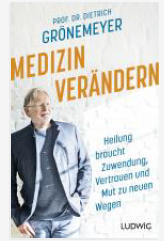 PROF. DR. DIETRICH
GRÖNEMEYER
MEDIZIN
VERÄNDERN
Heilung
braucht
Zuwendung,
Vertrauen und
Mut zu neuen
Wegen
LUDWIG